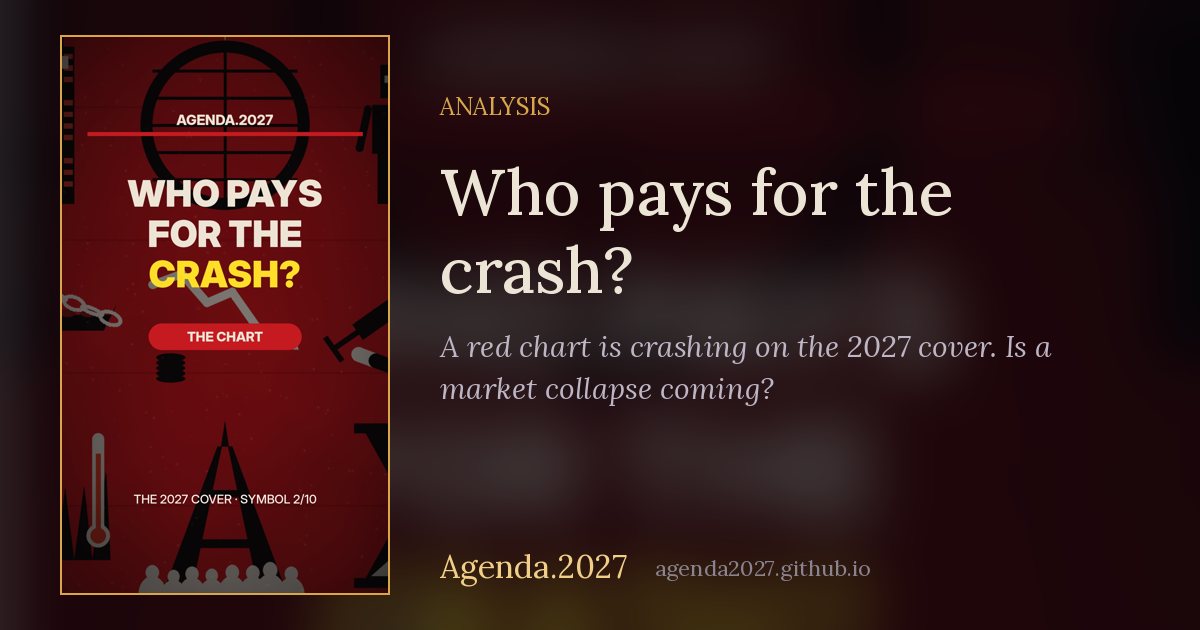 AGENDA.2027
WHO PAYS
FOR THE
CRASH?
THE CHART
THE 2027 COVER · SYMBOL 2/10
ANALYSIS
Who pays for the
crash?
A red chart is crashing on the 2027 cover. Is a
market collapse coming?
Agenda.2027 agenda2027.github.io